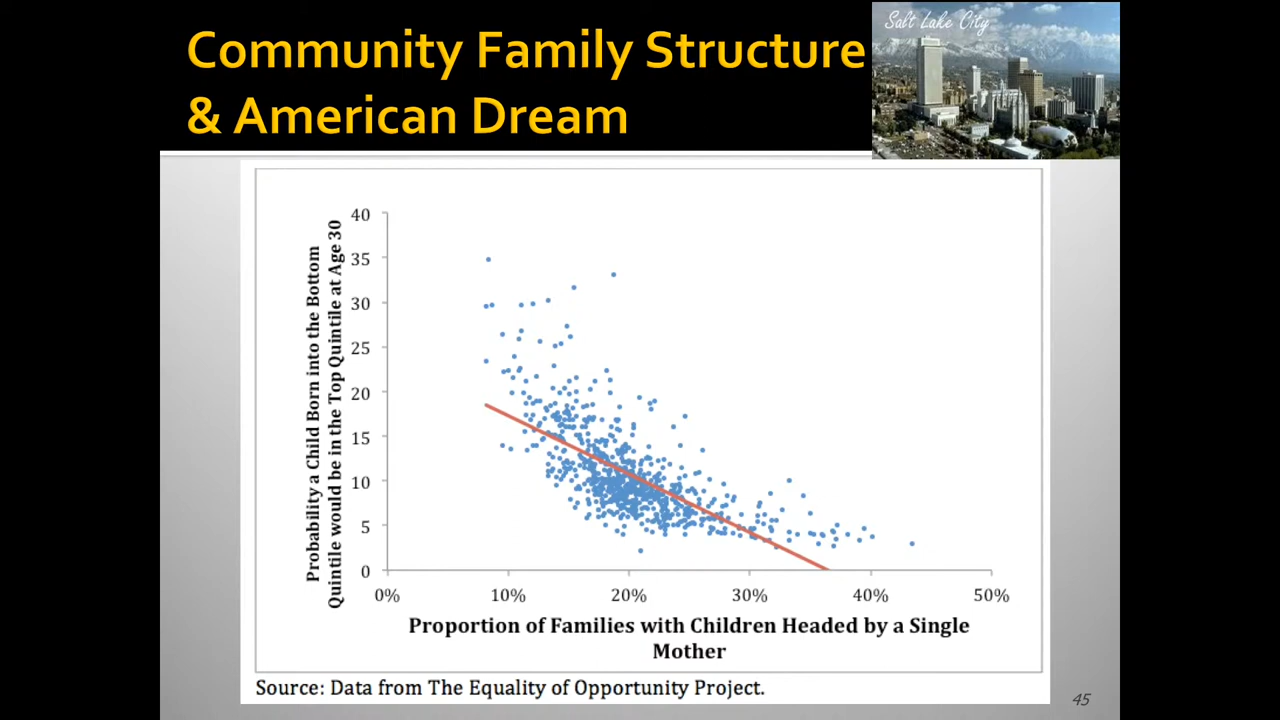 Community Family Structure
& American Dream
Salt Lake City
Probability a Child Born into the Bottom
Quintile would be in the Top Quintile at Age 30
40
35
30
25
20
15
10
5
0
0% 10% 20% 30% 40% 50%
Proportion of Families with Children Headed by a Single
Mother
Source: Data from The Equality of Opportunity Project.
45